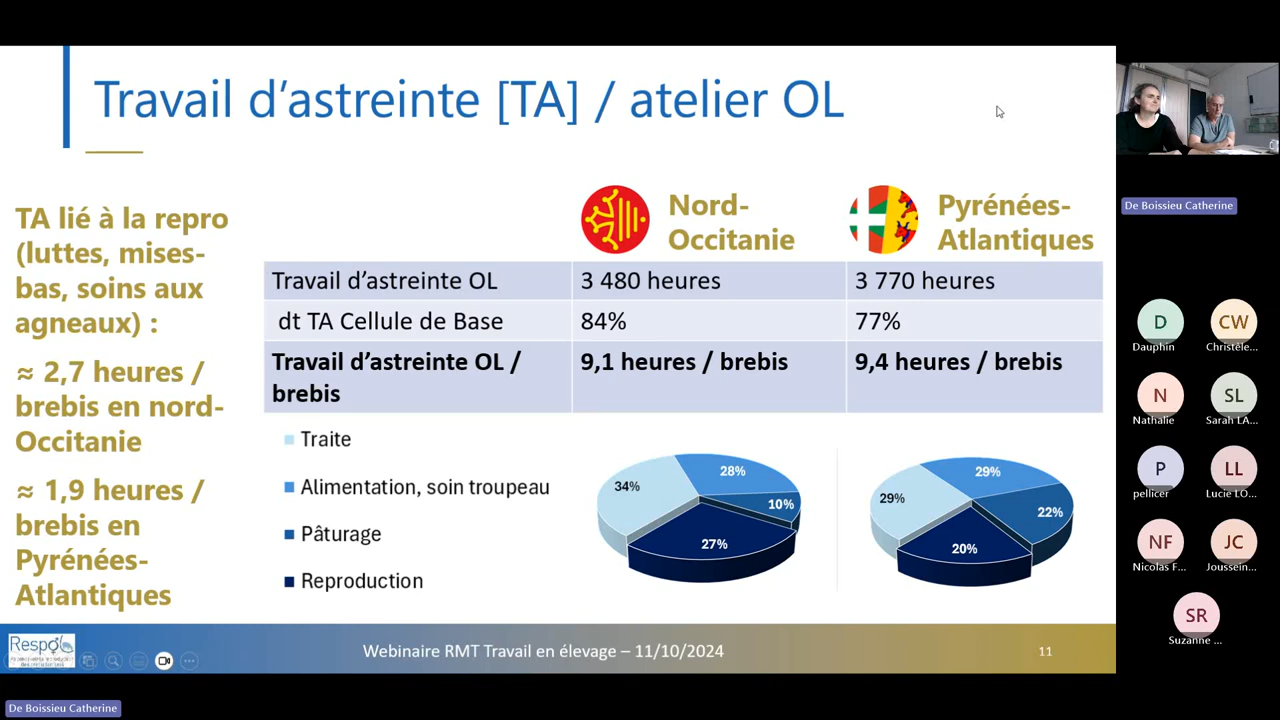 Travail d'astreinte [TA] / atelier OL
TA lié à la repro
(luttes, mises-
bas, soins aux
agneaux) :
≈ 2,7 heures /
brebis en nord-
Occitanie
≈ 1,9 heures /
brebis en
Pyrénées-
Atlantiques
Nord-
Occitanie
Pyrénées-
Atlantiques
Travail d'astreinte OL
3 480 heures
3 770 heures
dt TA Cellule de Base
84%
77%
Travail d'astreinte OL /
brebis
9,1 heures / brebis
9,4 heures / brebis
Traite
Alimentation, soin troupeau
Pâturage
Reproduction
34%
28%
10%
27%
29%
29%
22%
20%
Webinaire RMT Travail en élevage – 11/10/2024
11
De Boissieu Catherine
De Boissieu Catherine
D
Dauphin
CW
Christéle...
N
Nathalie
SL
Sarah LA...
P
pellicer
LL
Lucie LO...
NF
Nicolas F...
JC
Joussein...
SR
Suzanne ...